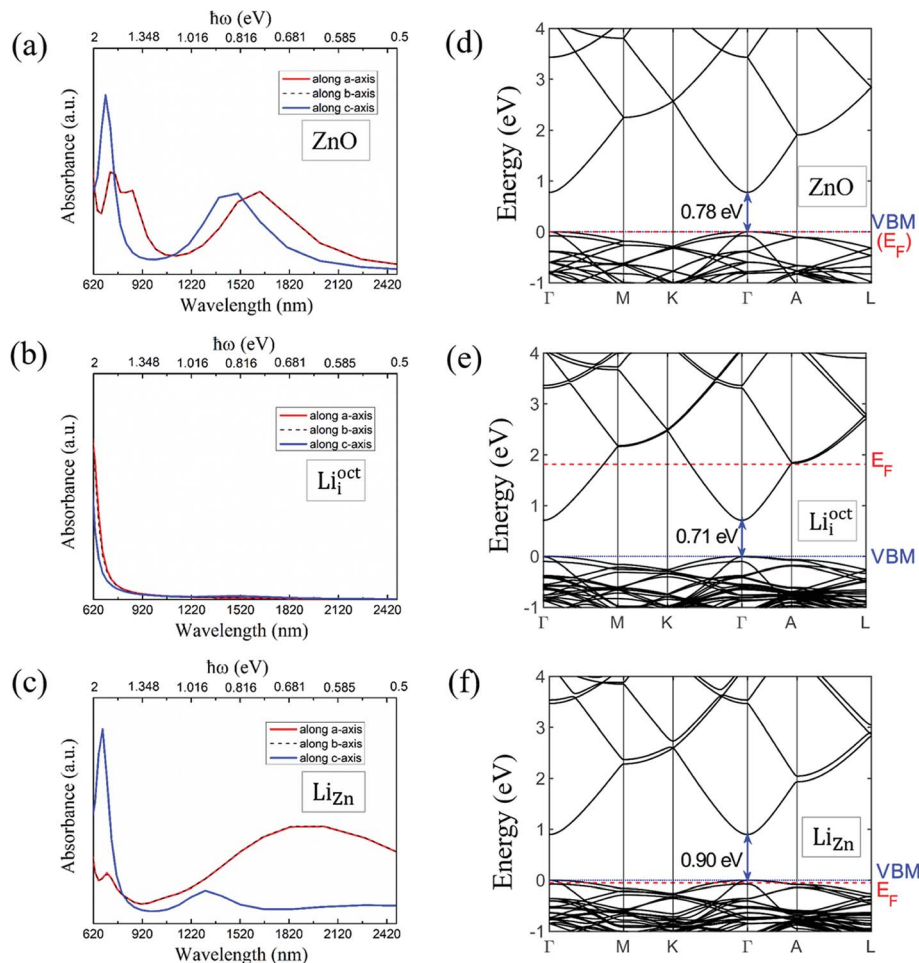 (a)
ħω (eV)
2 1.348 1.016 0.816 0.681 0.585 0.5
along a-axis
along b-axis
along c-axis
ZnO
Absorbance (a.u.)
620 920 1220 1520 1820 2120 2420
Wavelength (nm)
(d)
4
3
2
1
0
-1
Energy (eV)
ZnO
0.78 eV
VBM
(E_F)
Γ M K Γ A L
(b)
ħω (eV)
2 1.348 1.016 0.816 0.681 0.585 0.5
along a-axis
along b-axis
along c-axis
Li_i^oct
Absorbance (a.u.)
620 920 1220 1520 1820 2120 2420
Wavelength (nm)
(e)
4
3
2
1
0
-1
Energy (eV)
E_F
Li_i^oct
0.71 eV
VBM
Γ M K Γ A L
(c)
ħω (eV)
2 1.348 1.016 0.816 0.681 0.585 0.5
along a-axis
along b-axis
along c-axis
Li_Zn
Absorbance (a.u.)
620 920 1220 1520 1820 2120 2420
Wavelength (nm)
(f)
4
3
2
1
0
-1
Energy (eV)
Li_Zn
0.90 eV
VBM
E_F
Γ M K Γ A L